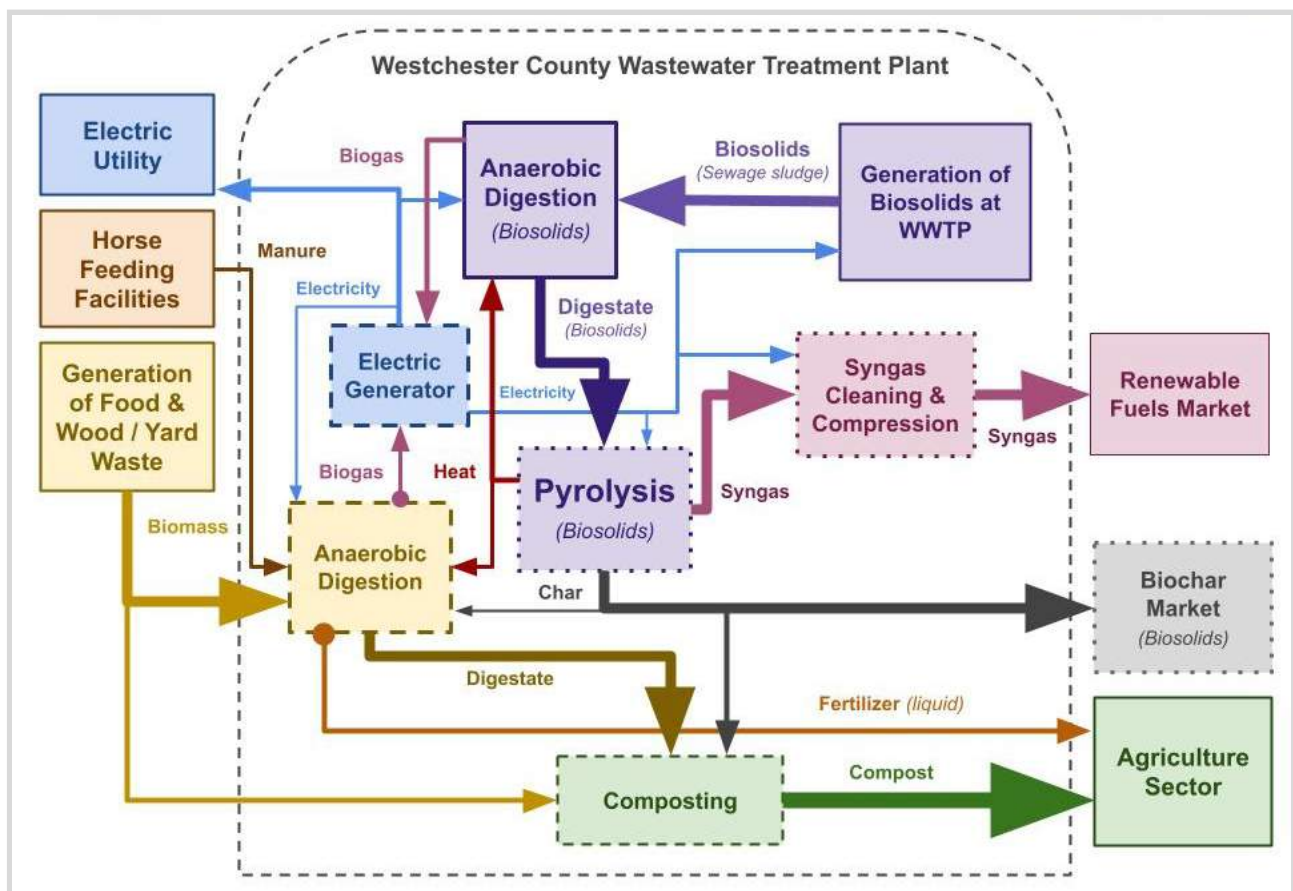 Westchester County Wastewater Treatment Plant
Electric
Utility
Biogas
Anaerobic
Digestion
(Biosolids)
Biosolids
(Sewage sludge)
Generation of
Biosolids at
WWTP
Horse
Feeding
Facilities
Manure
Electricity
Digestate
(Biosolids)
Electric
Generator
Electricity
Syngas
Cleaning &
Compression
Syngas
Renewable
Fuels Market
Generation
of Food &
Wood / Yard
Waste
Biogas
Heat
Pyrolysis
(Biosolids)
Syngas
Biomass
Anaerobic
Digestion
Char
Biochar
Market
(Biosolids)
Digestate
Fertilizer (liquid)
Composting
Compost
Agriculture
Sector